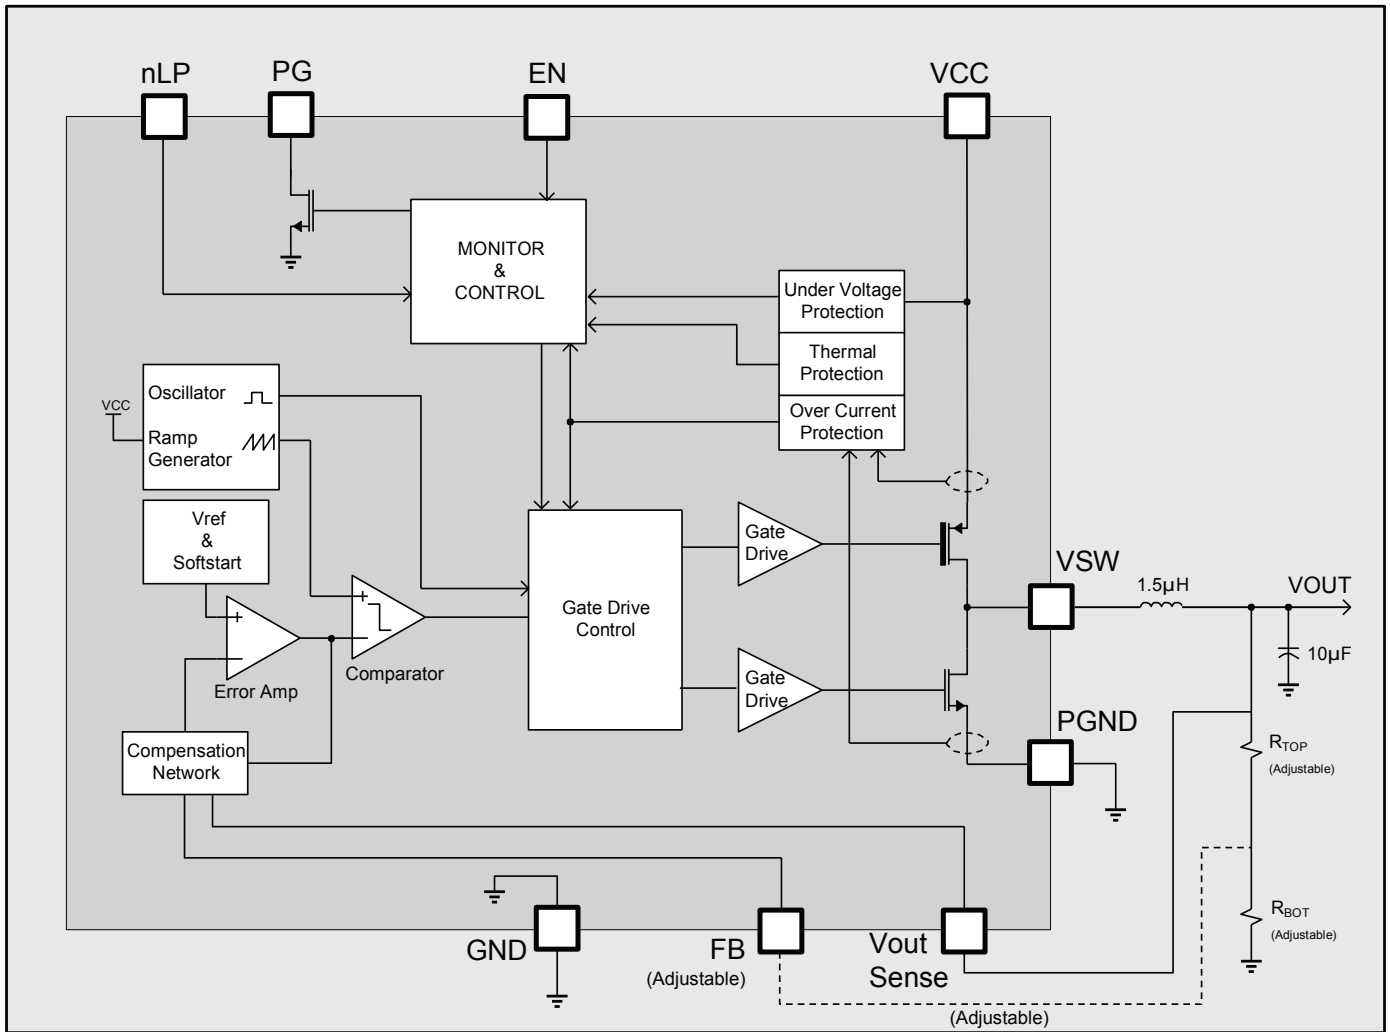 nLP
PG
EN
VCC
MONITOR
&
CONTROL
Under Voltage
Protection
Thermal
Protection
Over Current
Protection
Oscillator
VCC
Ramp
Generator
Vref
&
Softstart
Gate
Drive
VSW
1.5µH
VOUT
Gate Drive
Control
Comparator
10µF
Error Amp
Gate
Drive
PGND
Compensation
Network
RTOP
(Adjustable)
RBOT
(Adjustable)
GND
FB
(Adjustable)
Vout
Sense
(Adjustable)